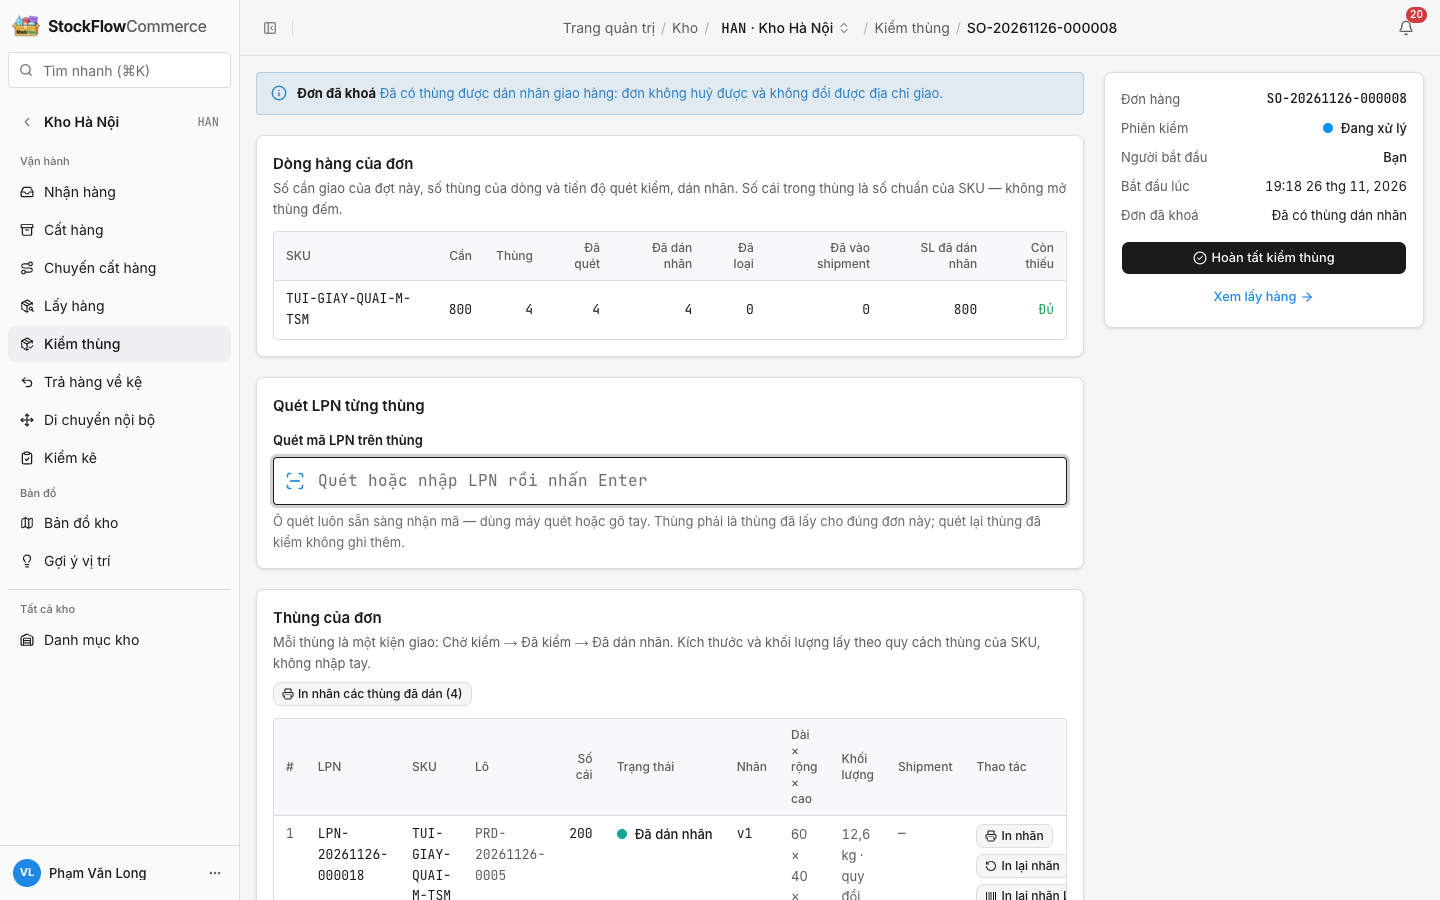 StockFlowCommerce
Tìm nhanh (⌘K)
Kho Hà Nội HAN
Vận hành
Nhận hàng
Cất hàng
Chuyến cất hàng
Lấy hàng
Kiểm thùng
Trả hàng về kệ
Di chuyển nội bộ
Kiểm kê
Bản đồ
Bản đồ kho
Gợi ý vị trí
Tất cả kho
Danh mục kho
VL Phạm Văn Long
Trang quản trị / Kho / HAN · Kho Hà Nội / Kiểm thùng / SO-20261126-000008
20
Đơn đã khoá Đã có thùng được dán nhãn giao hàng: đơn không huỷ được và không đổi được địa chỉ giao.
Dòng hàng của đơn
Số cần giao của đợt này, số thùng của dòng và tiến độ quét kiểm, dán nhãn. Số cái trong thùng là số chuẩn của SKU — không mở
thùng đếm.
SKU Cần Thùng Đã quét Đã dán nhãn Đã loại Đã vào shipment SL đã dán nhãn Còn thiếu
TUI-GIAY-QUAI-M-TSM 800 4 4 4 0 0 800 Đủ
Quét LPN từng thùng
Quét mã LPN trên thùng
Quét hoặc nhập LPN rồi nhấn Enter
Ô quét luôn sẵn sàng nhận mã — dùng máy quét hoặc gõ tay. Thùng phải là thùng đã lấy cho đúng đơn này; quét lại thùng đã
kiểm không ghi thêm.
Thùng của đơn
Mỗi thùng là một kiện giao: Chờ kiểm → Đã kiểm → Đã dán nhãn. Kích thước và khối lượng lấy theo quy cách thùng của SKU,
không nhập tay.
In nhãn các thùng đã dán (4)
# LPN SKU Lô Số cái Trạng thái Nhãn Dài × rộng × cao Khối lượng Shipment Thao tác
1 LPN-20261126-000018 TUI-GIAY-QUAI-M-TSM PRD-20261126-0005 200 Đã dán nhãn v1 60 × 40 × 12,6 kg · quy đổi —
In nhãn
In lại nhãn
In lại nhãn L
Đơn hàng SO-20261126-000008
Phiên kiểm Đang xử lý
Người bắt đầu Bạn
Bắt đầu lúc 19:18 26 thg 11, 2026
Đơn đã khoá Đã có thùng dán nhãn
Hoàn tất kiểm thùng
Xem lấy hàng →